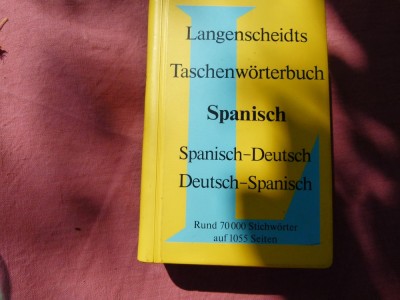 Langenscheidts
Taschenwörterbuch
Spanisch
Spanisch-Deutsch
Deutsch-Spanisch
Rund 70 000 Stichwörter
auf 1055 Seiten